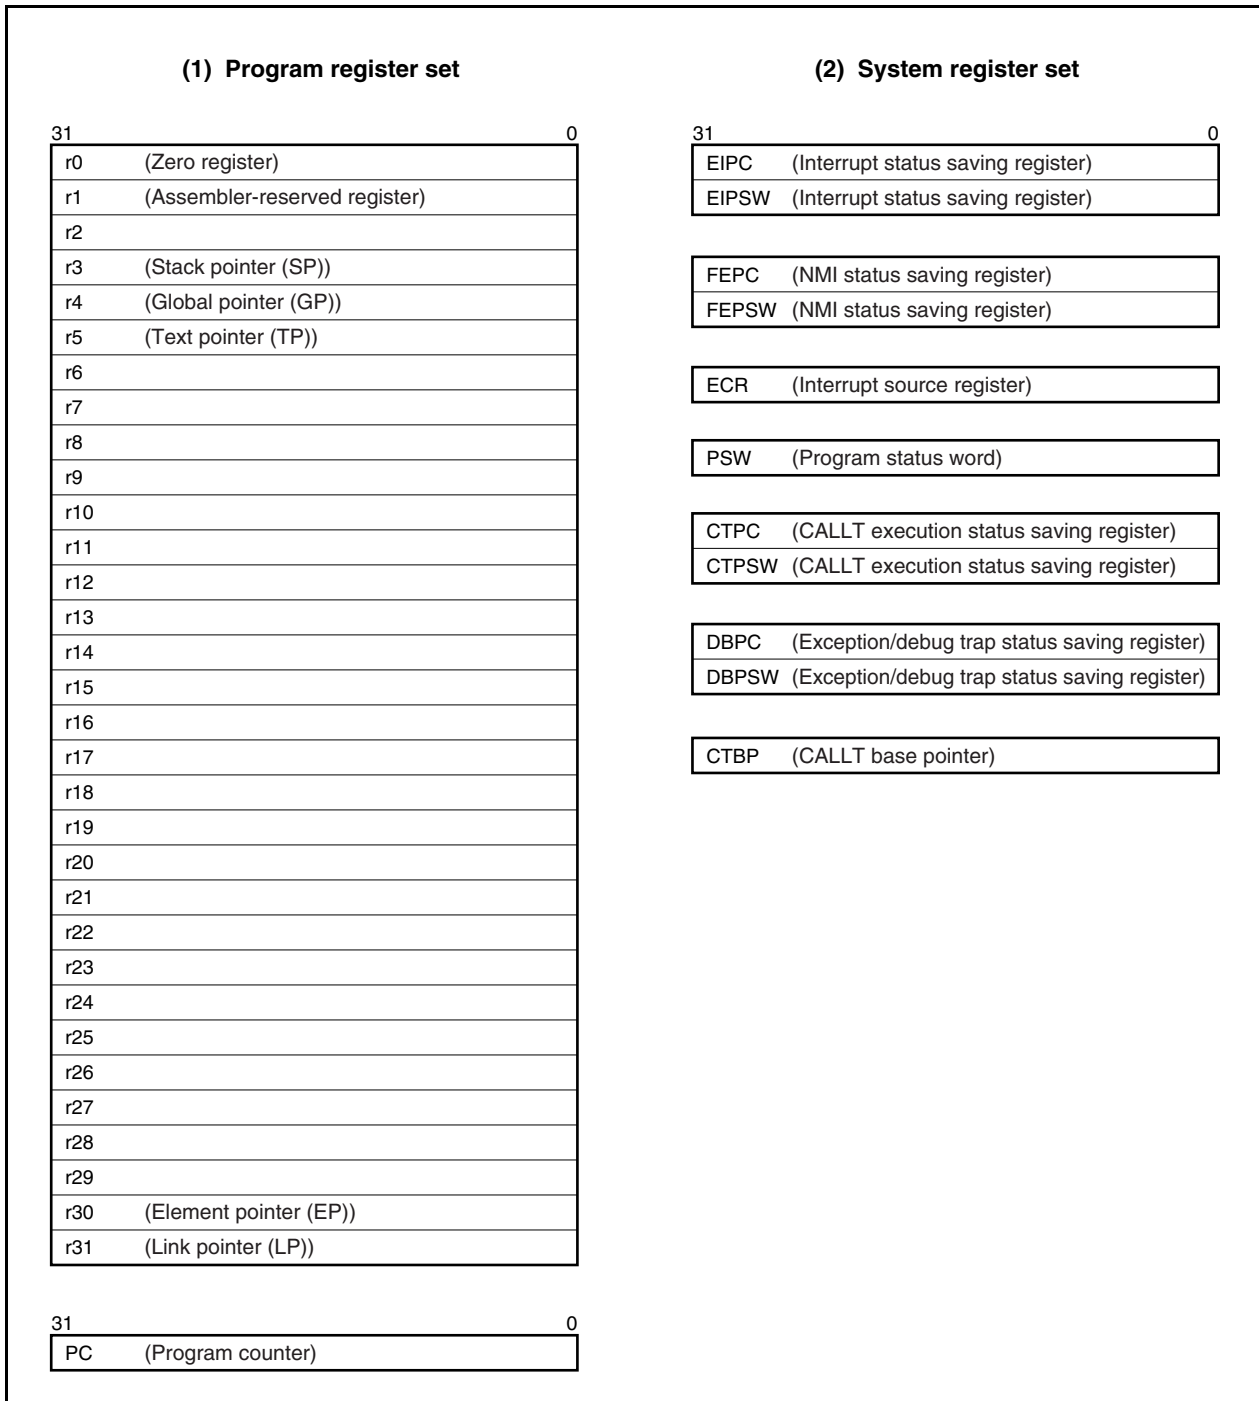 (1) Program register set
31 0
r0 (Zero register)
r1 (Assembler-reserved register)
r2
r3 (Stack pointer (SP))
r4 (Global pointer (GP))
r5 (Text pointer (TP))
r6
r7
r8
r9
r10
r11
r12
r13
r14
r15
r16
r17
r18
r19
r20
r21
r22
r23
r24
r25
r26
r27
r28
r29
r30 (Element pointer (EP))
r31 (Link pointer (LP))
31 0
PC (Program counter)
(2) System register set
31 0
EIPC (Interrupt status saving register)
EIPSW (Interrupt status saving register)
FEPC (NMI status saving register)
FEPSW (NMI status saving register)
ECR (Interrupt source register)
PSW (Program status word)
CTPC (CALLT execution status saving register)
CTPSW (CALLT execution status saving register)
DBPC (Exception/debug trap status saving register)
DBPSW (Exception/debug trap status saving register)
CTBP (CALLT base pointer)